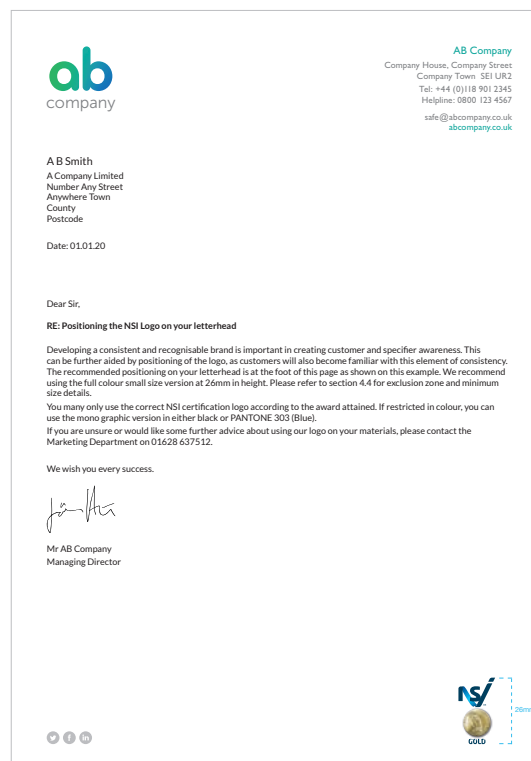 ab
company
AB Company
Company House, Company Street
Company Town SE1 UR2
Tel: +44 (0)118 901 2345
Helpline: 0800 123 4567
safe@abcompany.co.uk
abcompany.co.uk
A B Smith
A Company Limited
Number Any Street
Anywhere Town
County
Postcode
Date: 01.01.20
Dear Sir,
RE: Positioning the NSI Logo on your letterhead
Developing a consistent and recognisable brand is important in creating customer and specifier awareness. This
can be further aided by positioning of the logo, as customers will also become familiar with this element of consistency.
The recommended positioning on your letterhead is at the foot of this page as shown on this example. We recommend
using the full colour small size version at 26mm in height. Please refer to section 4.4 for exclusion zone and minimum
size details.
You many only use the correct NSI certification logo according to the award attained. If restricted in colour, you can
use the mono graphic version in either black or PANTONE 303 (Blue).
If you are unsure or would like some further advice about using our logo on your materials, please contact the
Marketing Department on 01628 637512.
We wish you every success.
Mr AB Company
Managing Director
NSI
26m
GOLD